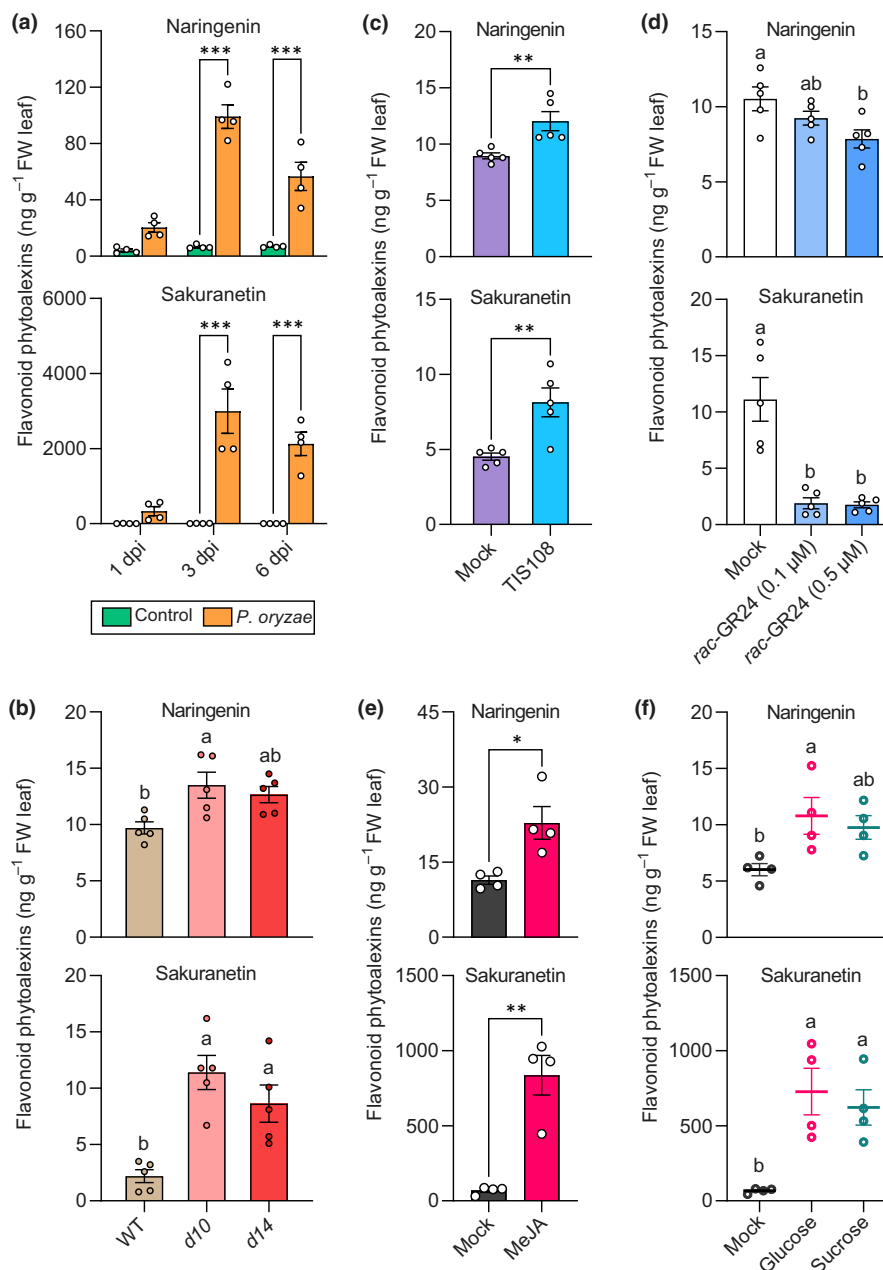 (a)
Naringenin
Flavonoid phytoalexins (ng g⁻¹ FW leaf)
160
120
80
40
0
***
***
Sakuranetin
6000
4000
2000
0
***
***
1 dpi
3 dpi
6 dpi
Control
P. oryzae
(c)
Naringenin
Flavonoid phytoalexins (ng g⁻¹ FW leaf)
15
10
5
0
**
Sakuranetin
15
10
5
0
**
Mock
TIS108
(d)
Naringenin
Flavonoid phytoalexins (ng g⁻¹ FW leaf)
15
10
5
0
a
ab
b
Sakuranetin
20
15
10
5
0
a
b
b
Mock
rac-GR24 (0.1 µM)
rac-GR24 (0.5 µM)
(b)
Naringenin
Flavonoid phytoalexins (ng g⁻¹ FW leaf)
20
15
10
5
0
b
a
ab
Sakuranetin
20
15
10
5
0
b
a
a
WT
d10
d14
(e)
Naringenin
Flavonoid phytoalexins (ng g⁻¹ FW leaf)
45
30
15
0
*
Sakuranetin
1500
1000
500
0
**
Mock
MeJA
(f)
Naringenin
Flavonoid phytoalexins (ng g⁻¹ FW leaf)
20
15
10
5
0
b
a
ab
Sakuranetin
1500
1000
500
0
b
a
a
Mock
Glucose
Sucrose